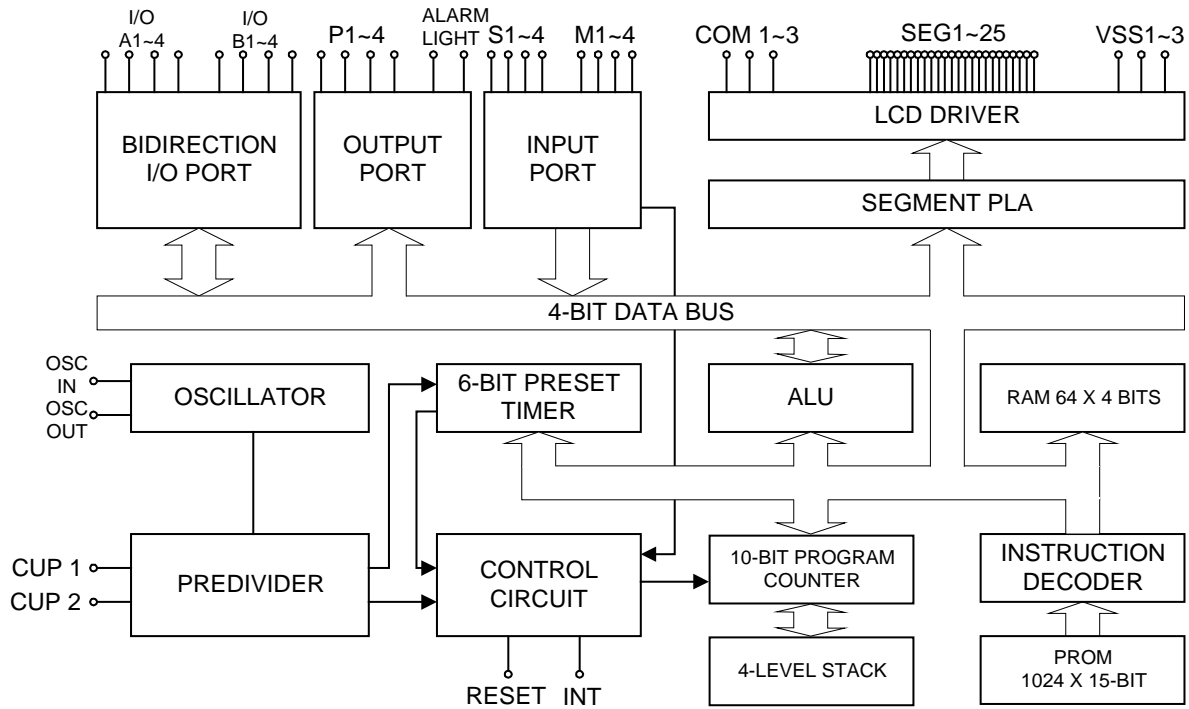 I/O
A1~4
I/O
B1~4
P1~4
ALARM
LIGHT
S1~4
M1~4
COM 1~3
SEG1~25
VSS1~3
BIDIRECTION
I/O PORT
OUTPUT
PORT
INPUT
PORT
LCD DRIVER
SEGMENT PLA
4-BIT DATA BUS
OSC
IN
OSC
OUT
OSCILLATOR
6-BIT PRESET
TIMER
ALU
RAM 64 X 4 BITS
CUP 1
CUP 2
PREDIVIDER
CONTROL
CIRCUIT
10-BIT PROGRAM
COUNTER
INSTRUCTION
DECODER
4-LEVEL STACK
PROM
1024 X 15-BIT
RESET
INT